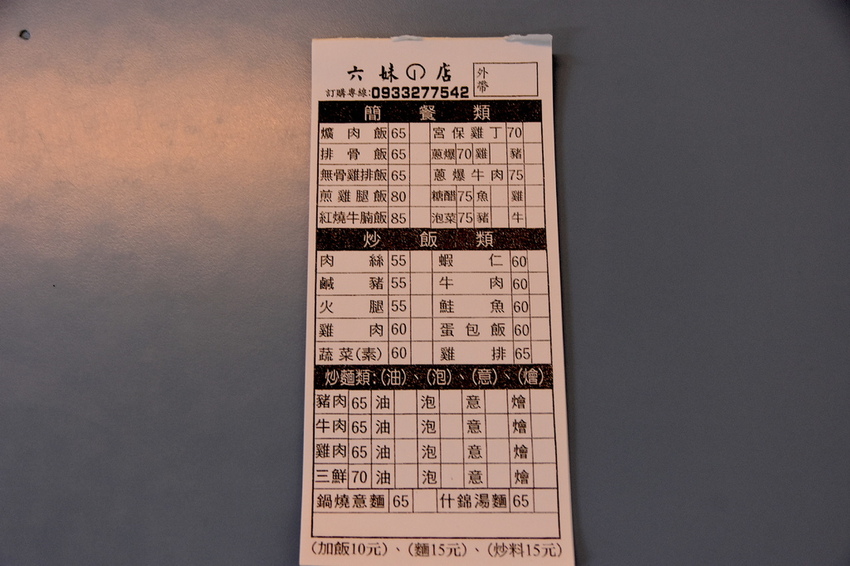 六妹の店 外帶
訂購專線:0933277542
簡餐類
爌肉飯 65 宮保雞丁 70
排骨飯 65 蔥爆 70 雞 豬
無骨雞排飯 65 蔥爆牛肉 75
煎雞腿飯 80 糖醋 75 魚 雞
紅燒牛腩飯 85 泡菜 75 豬 牛
炒飯類
肉絲 55 蝦仁 60
鹹豬 55 牛肉 60
火腿 55 鮭魚 60
雞肉 60 蛋包飯 60
蔬菜(素) 60 雞排 65
炒麵類:(油)、(泡)、(意)、(燴)
豬肉 65 油 泡 意 燴
牛肉 65 油 泡 意 燴
雞肉 65 油 泡 意 燴
三鮮 70 油 泡 意 燴
鍋燒意麵 65 什錦湯麵 65
(加飯10元)、(麵15元)、(炒料15元)